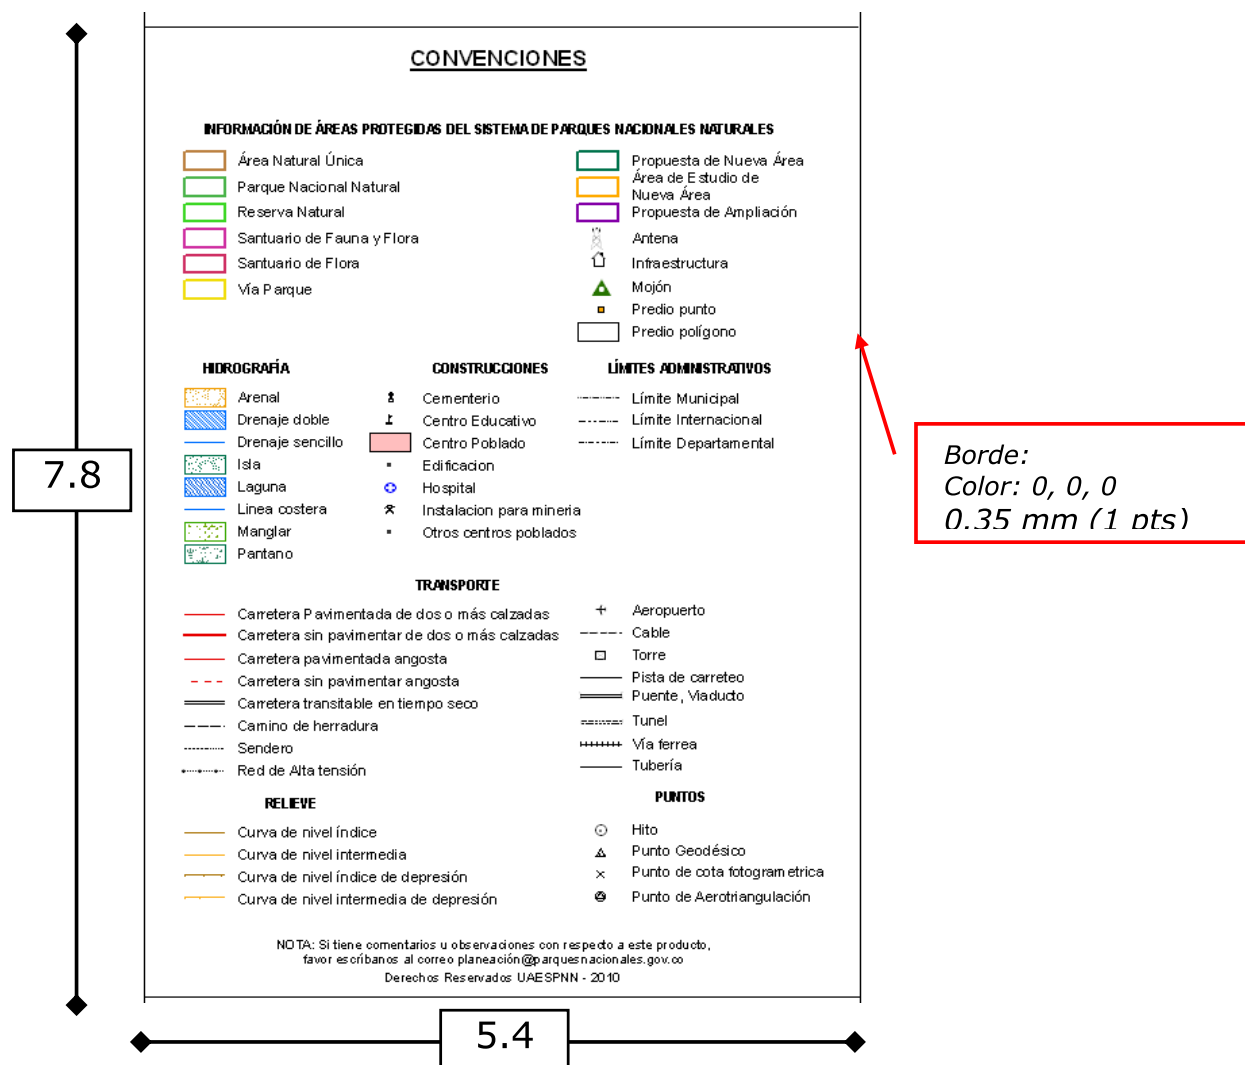 CONVENCIONES
INFORMACIÓN DE ÁREAS PROTEGIDAS DEL SISTEMA DE PARQUES NACIONALES NATURALES
Área Natural Única
Parque Nacional Natural
Reserva Natural
Santuario de Fauna y Flora
Santuario de Flora
Vía Parque
Propuesta de Nueva Área
Área de Estudio de
Nueva Área
Propuesta de Ampliación
Antena
Infraestructura
Mojón
Predio punto
Predio polígono
HIDROGRAFÍA
Arenal
Drenaje doble
Drenaje sencillo
Isla
Laguna
Linea costera
Manglar
Pantano
CONSTRUCCIONES
Cementerio
Centro Educativo
Centro Poblado
Edificacion
Hospital
Instalacion para mineria
Otros centros poblados
LÍMITES ADMINISTRATIVOS
Límite Municipal
Límite Internacional
Límite Departamental
TRANSPORTE
Carretera Pavimentada de dos o más calzadas
Carretera sin pavimentar de dos o más calzadas
Carretera pavimentada angosta
Carretera sin pavimentar angosta
Carretera transitable en tiempo seco
Camino de herradura
Sendero
Red de Alta tensión
Aeropuerto
Cable
Torre
Pista de carreteo
Puente, Viaducto
Tunel
Vía ferrea
Tubería
RELIEVE
Curva de nivel índice
Curva de nivel intermedia
Curva de nivel índice de depresión
Curva de nivel intermedia de depresión
PUNTOS
Hito
Punto Geodésico
Punto de cota fotogrametrica
Punto de Aerotriangulación
NOTA: Si tiene comentarios u observaciones con respecto a este producto,
favor escríbanos al correo planeación@parquesnacionales.gov.co
Derechos Reservados UAESPNN - 2010
7.8
5.4
Borde:
Color: 0, 0, 0
0.35 mm (1 pts)